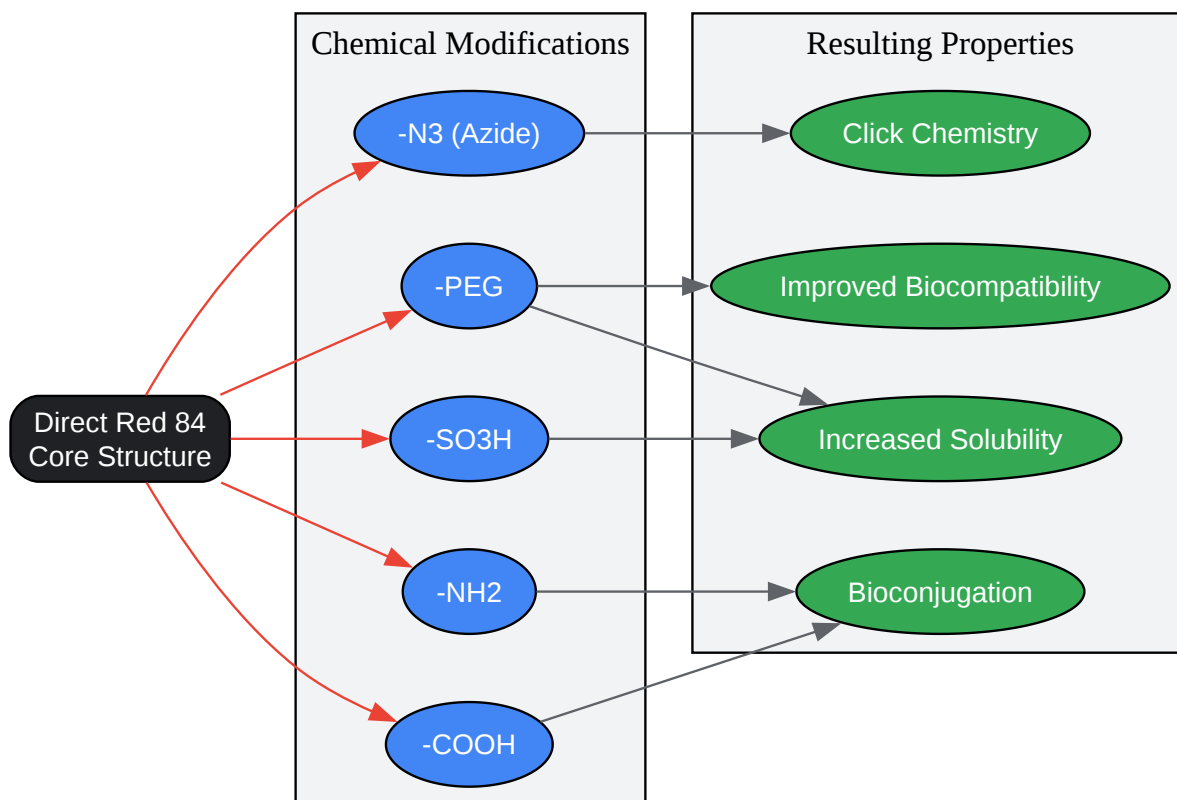 Chemical Modifications
Resulting Properties
-N3 (Azide)
Click Chemistry
-PEG
Improved Biocompatibility
Direct Red 84
Core Structure
-SO3H
Increased Solubility
-NH2
Bioconjugation
-COOH